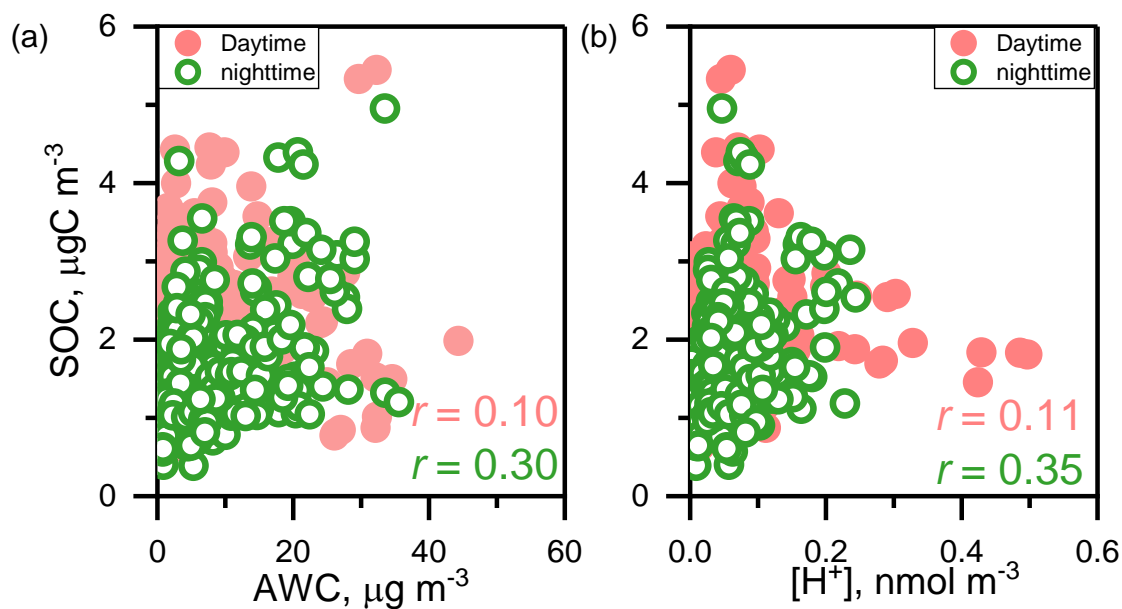 (a)
Daytime
nighttime
6
4
2
0
SOC, μgC m⁻³
r = 0.10
r = 0.30
0
20
40
60
AWC, μg m⁻³
(b)
Daytime
nighttime
6
4
2
0
r = 0.11
r = 0.35
0.0
0.2
0.4
0.6
[H⁺], nmol m⁻³